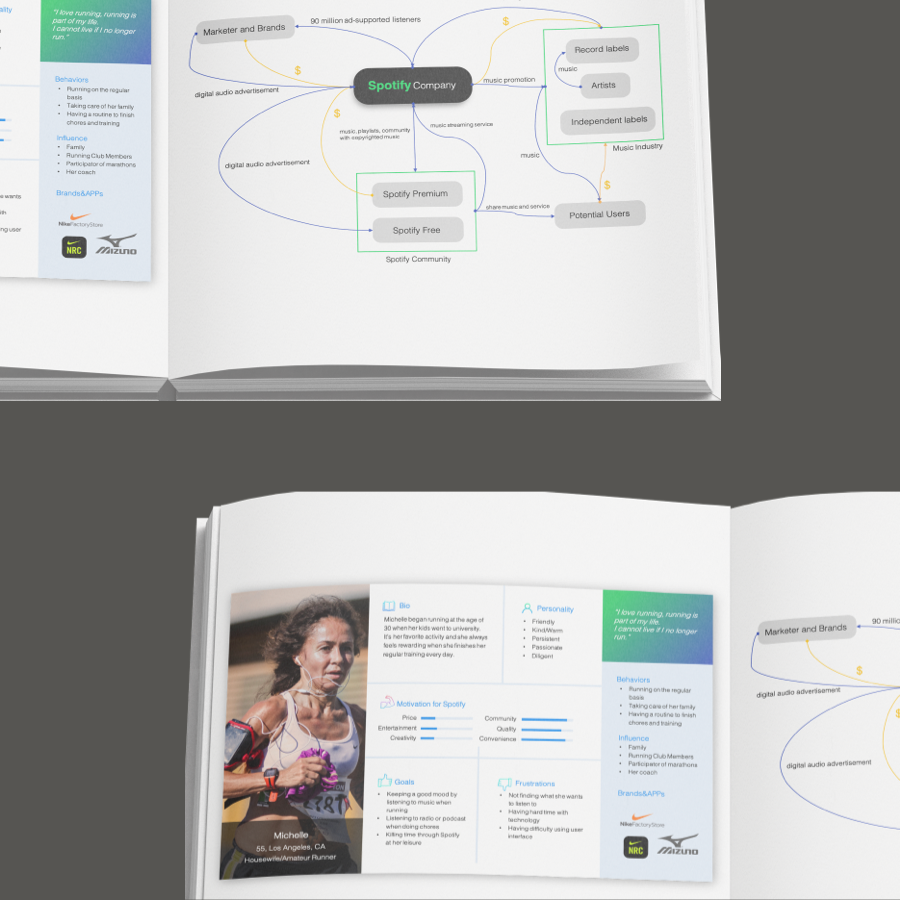 ality
"I love running, running is
part of my life.
I cannot live if I no longer
run."
Behaviors
• Running on the regular
basis
• Taking care of her family
• Having a routine to finish
chores and training
Influence
• Family
• Running Club Members
• Participator of marathons
• Her coach
Brands&APPs
NikeFactoryStore
NRC
MIZUNO
wants
ith
ing user
Marketer and Brands
90 million ad-supported listeners
$
$
digital audio advertisement
Spotify Company
$
music promotion
Record labels
music
Artists
Independent labels
Music Industry
music, playlists, community
with copyrighted music
music streaming service
digital audio advertisement
music
$
Spotify Premium
Spotify Free
Spotify Community
share music and service
Potential Users
Michelle
55, Los Angeles, CA
Housewife/Amateur Runner
Bio
Michelle began running at the age of
30 when her kids went to university.
It's her favorite activity and she always
feels rewarding when she finishes her
regular training every day.
Personality
• Friendly
• Kind/Warm
• Persistent
• Passionate
• Diligent
Motivation for Spotify
Price
Entertainment
Creativity
Community
Quality
Convenience
Goals
• Keeping a good mood by
listening to music when
running
• Listening to radio or podcast
when doing chores
• Killing time through Spotify
at her leisure
Frustrations
• Not finding what she wants
to listen to
• Having hard time with
technology
• Having difficulty using user
interface
"I love running, running is
part of my life.
I cannot live if I no longer
run."
Behaviors
• Running on the regular
basis
• Taking care of her family
• Having a routine to finish
chores and training
Influence
• Family
• Running Club Members
• Participator of marathons
• Her coach
Brands&APPs
NikeFactoryStore
NRC
MIZUNO
Marketer and Brands
90 millio
$
digital audio advertisement
$
digital audio advertisement